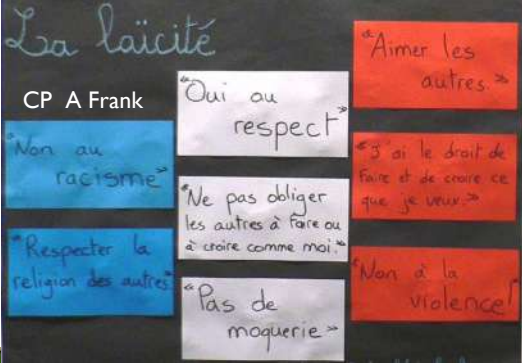 La laïcité
CP A Frank
"Non au
racisme"
"Respecter la
religion des autres"
"Oui au
respect"
"Ne pas obliger
les autres à faire ou
à croire comme moi."
"Pas de
moquerie"
"Aimer les
autres."
"J'ai le droit de
faire et de croire ce
que je veux."
"Non à la
violence!